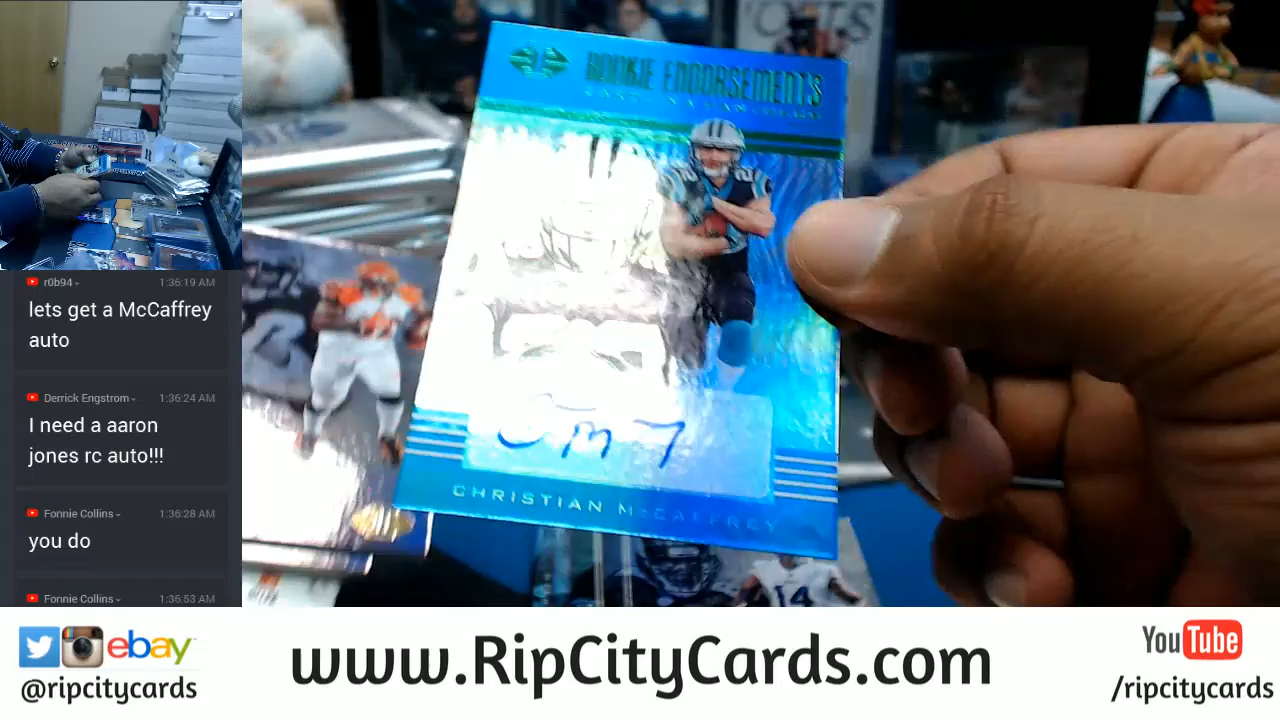 ROOKIE ENDORSEMENTS
CHRISTIAN McCAFFREY
14
r0b94
1:36:19 AM
lets get a McCaffrey
auto
Derrick Engstrom
1:36:24 AM
I need a aaron
jones rc auto!!!
Fonnie Collins
1:36:28 AM
you do
Fonnie Collins
1:36:53 AM
ebay
@ripcitycards
www.RipCityCards.com
YouTube
/ripcitycards